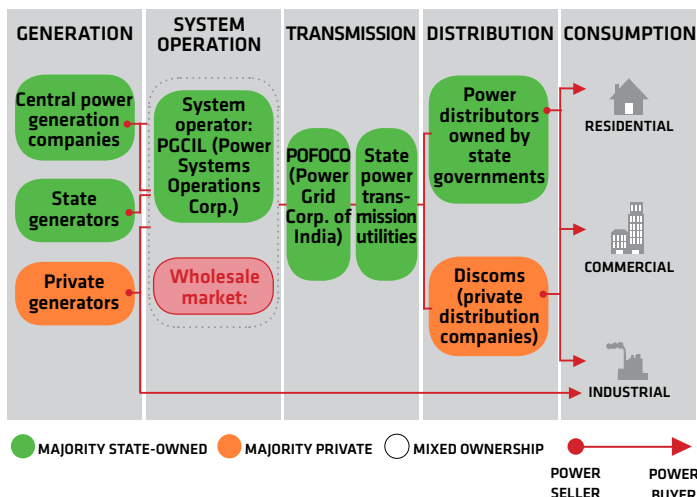 GENERATION
SYSTEM
OPERATION
TRANSMISSION
DISTRIBUTION
CONSUMPTION
Central power
generation
companies
State
generators
Private
generators
System
operator:
PGCIL (Power
Systems
Operations
Corp.)
Wholesale
market:
POFOCO
(Power
Grid
Corp. of
India)
State
power
trans-
mission
utilities
Power
distributors
owned by
state
governments
Discoms
(private
distribution
companies)
RESIDENTIAL
COMMERCIAL
INDUSTRIAL
MAJORITY STATE-OWNED
MAJORITY PRIVATE
MIXED OWNERSHIP
POWER
SELLER
POWER
BUYER